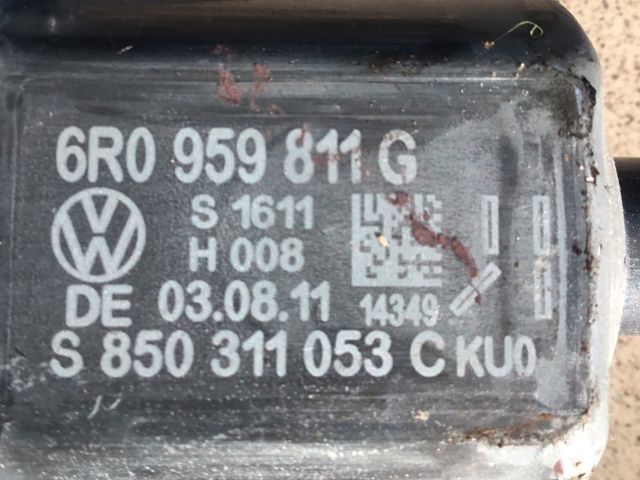 6R0 959 811 G
S 1611
H 008
DE 03.08.11 14349
S 850 311 053 C KU0